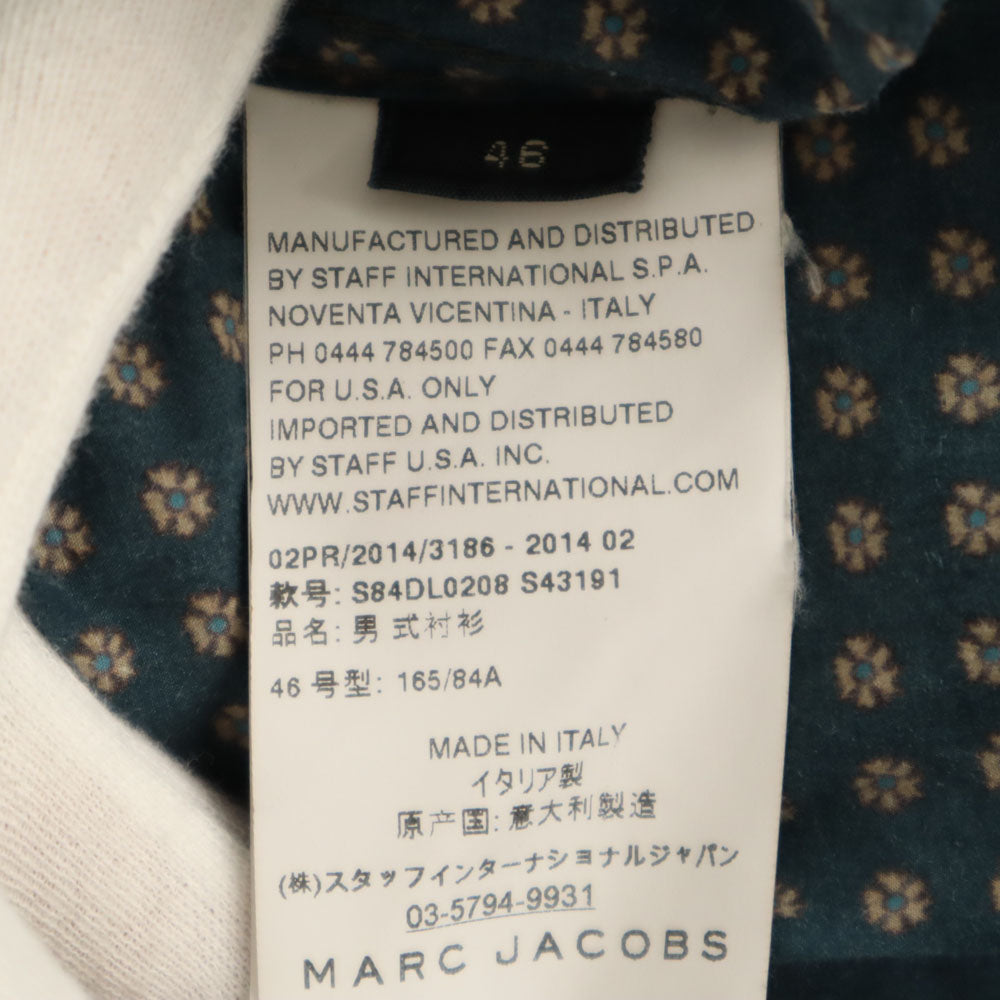 46
MANUFACTURED AND DISTRIBUTED
BY STAFF INTERNATIONAL S.P.A.
NOVENTA VICENTINA - ITALY
PH 0444 784500 FAX 0444 784580
FOR U.S.A. ONLY
IMPORTED AND DISTRIBUTED
BY STAFF U.S.A. INC.
WWW.STAFFINTERNATIONAL.COM
02PR/2014/3186 - 2014 02
款号: S84DL0208 S43191
品名: 男式衬衫
46 号型: 165/84A
MADE IN ITALY
イタリア製
原产国: 意大利製造
(株)スタッフインターナショナルジャパン
03-5794-9931
MARC JACOBS